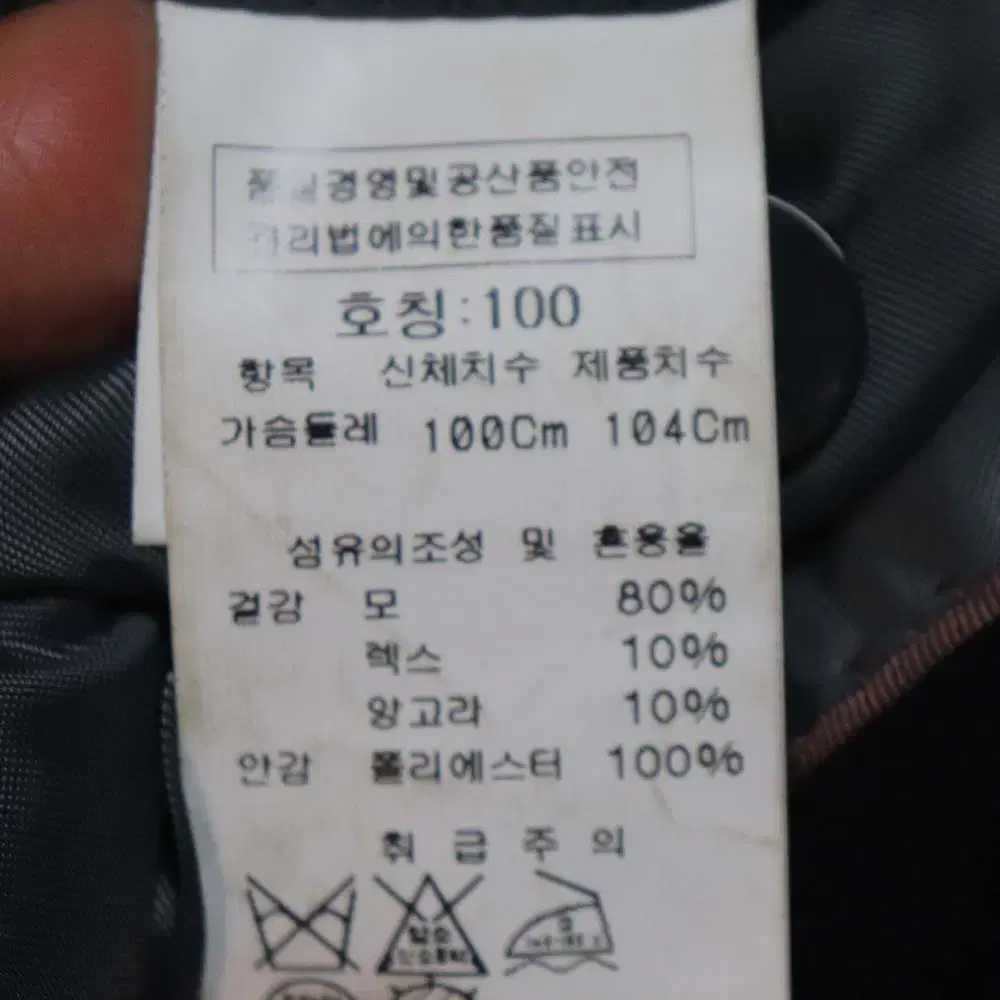 품질경영및공산품안전
관리법에의한품질표시
호칭:100
항목 신체치수 제품치수
가슴둘레 100Cm 104Cm
섬유의조성 및 혼용율
겉감 모 80%
렉스 10%
앙고라 10%
안감 폴리에스터 100%
취급주의
염소